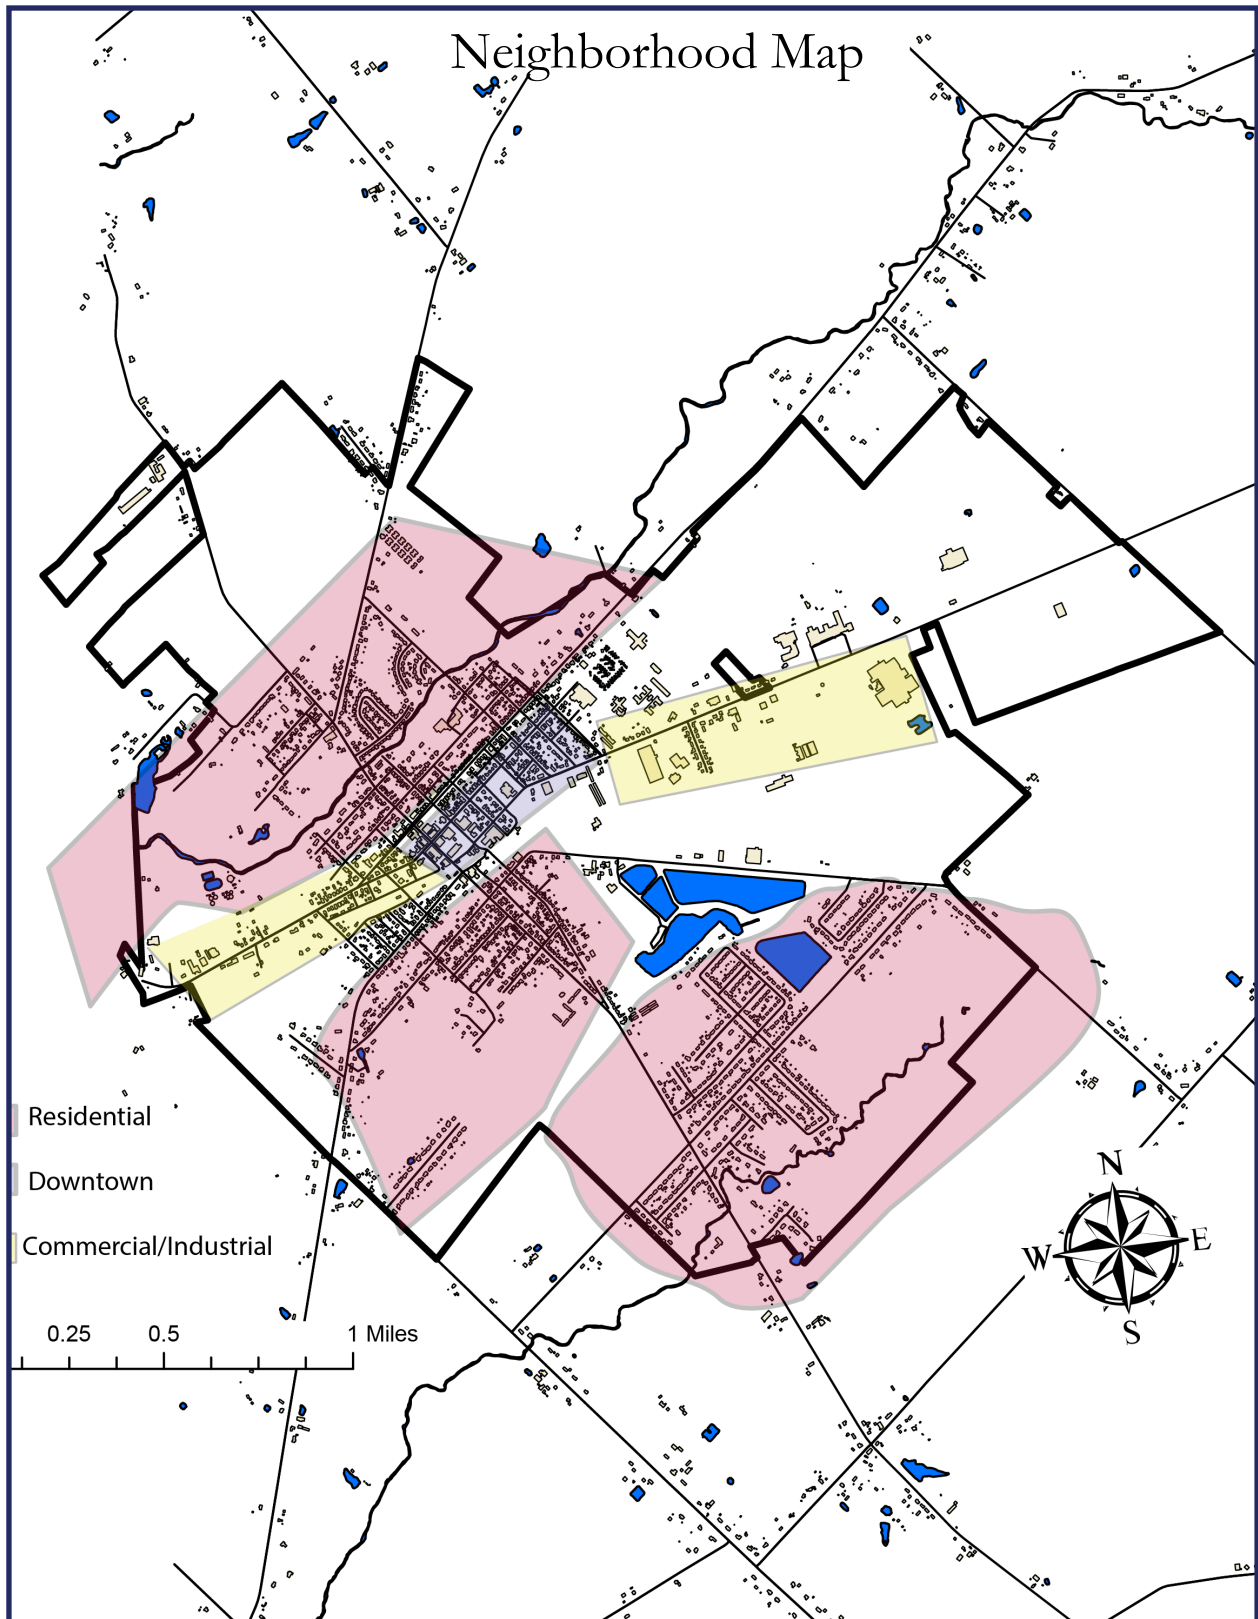 Neighborhood Map
Residential
Downtown
Commercial/Industrial
0.25 0.5 1 Miles
N
W E
S